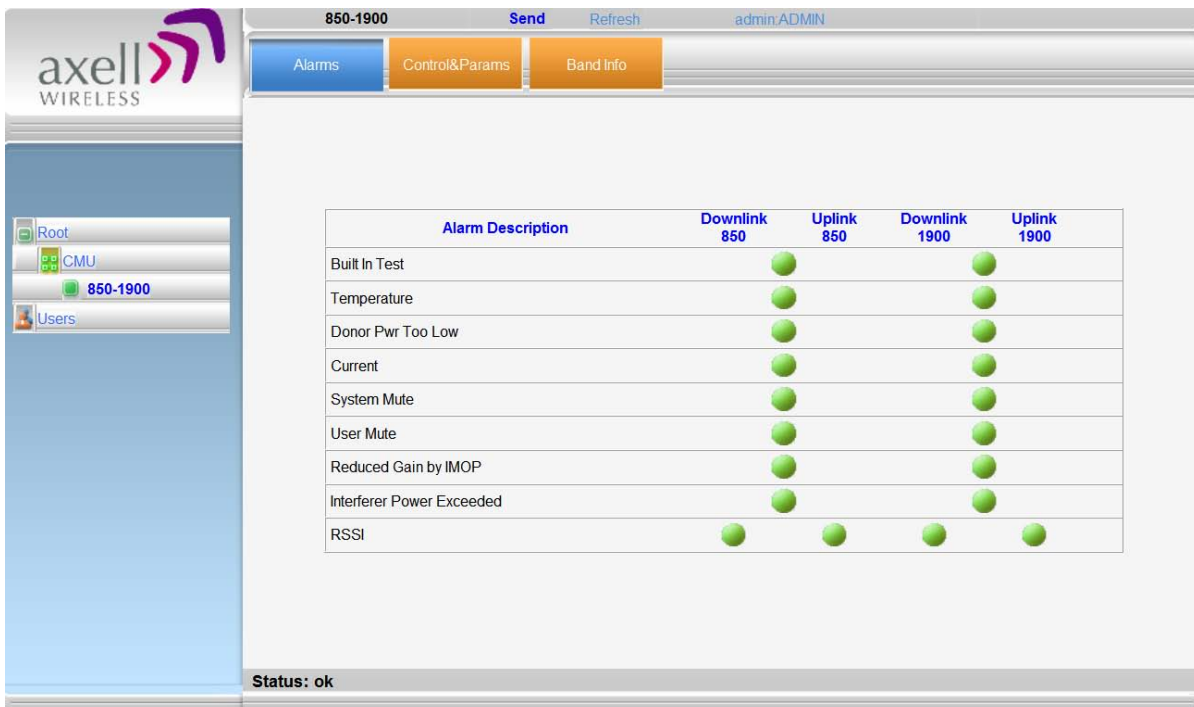 axell
WIRELESS
850-1900 Send Refresh admin:ADMIN
Alarms Control&Params Band Info
Root
CMU
850-1900
Users
Alarm Description Downlink 850 Uplink 850 Downlink 1900 Uplink 1900
Built In Test
Temperature
Donor Pwr Too Low
Current
System Mute
User Mute
Reduced Gain by IMOP
Interferer Power Exceeded
RSSI
Status: ok